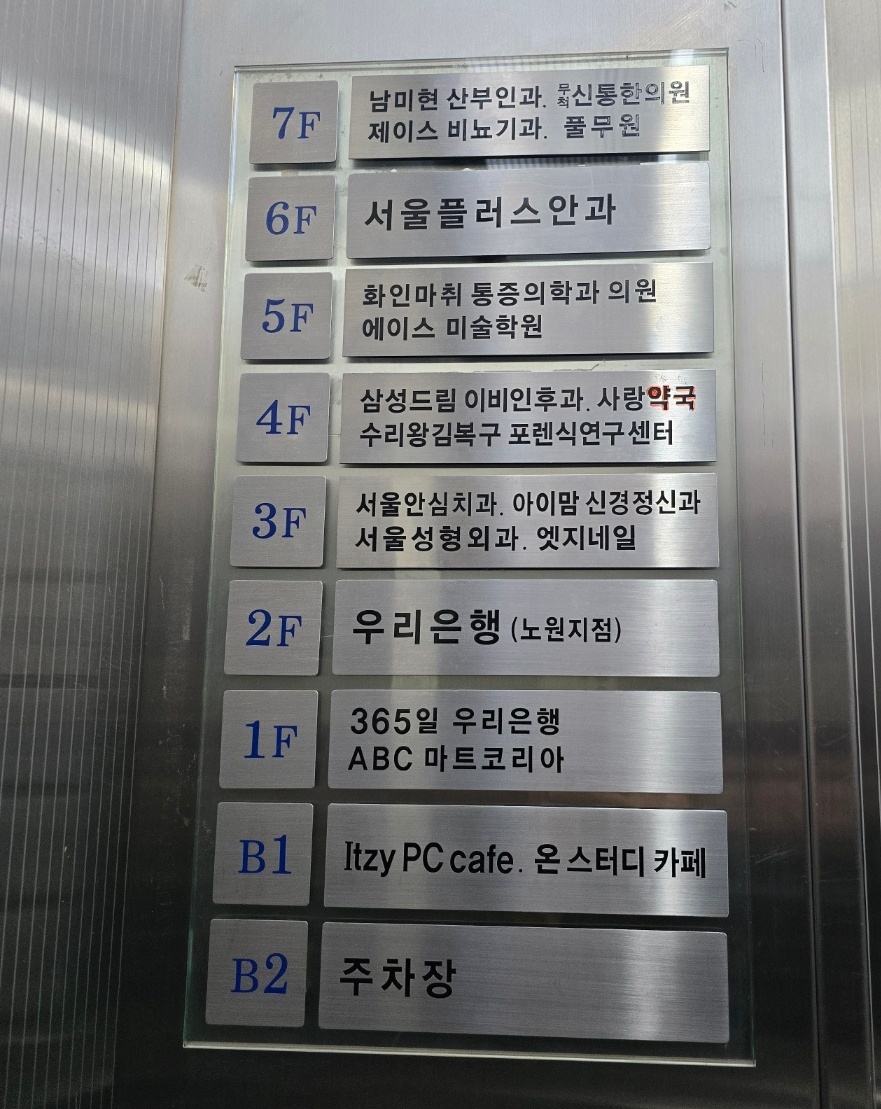 7F
남미현 산부인과. 무척 신통한의원
제이스 비뇨기과. 풀무원
6F
서울플러스안과
5F
화인마취 통증의학과 의원
에이스 미술학원
4F
삼성드림 이비인후과. 사랑약국
수리왕김복구 포렌식연구센터
3F
서울안심치과. 아이맘 신경정신과
서울성형외과. 엣지네일
2F
우리은행 (노원지점)
1F
365일 우리은행
ABC 마트코리아
B1
Itzy PC cafe. 온 스터디 카페
B2
주차장